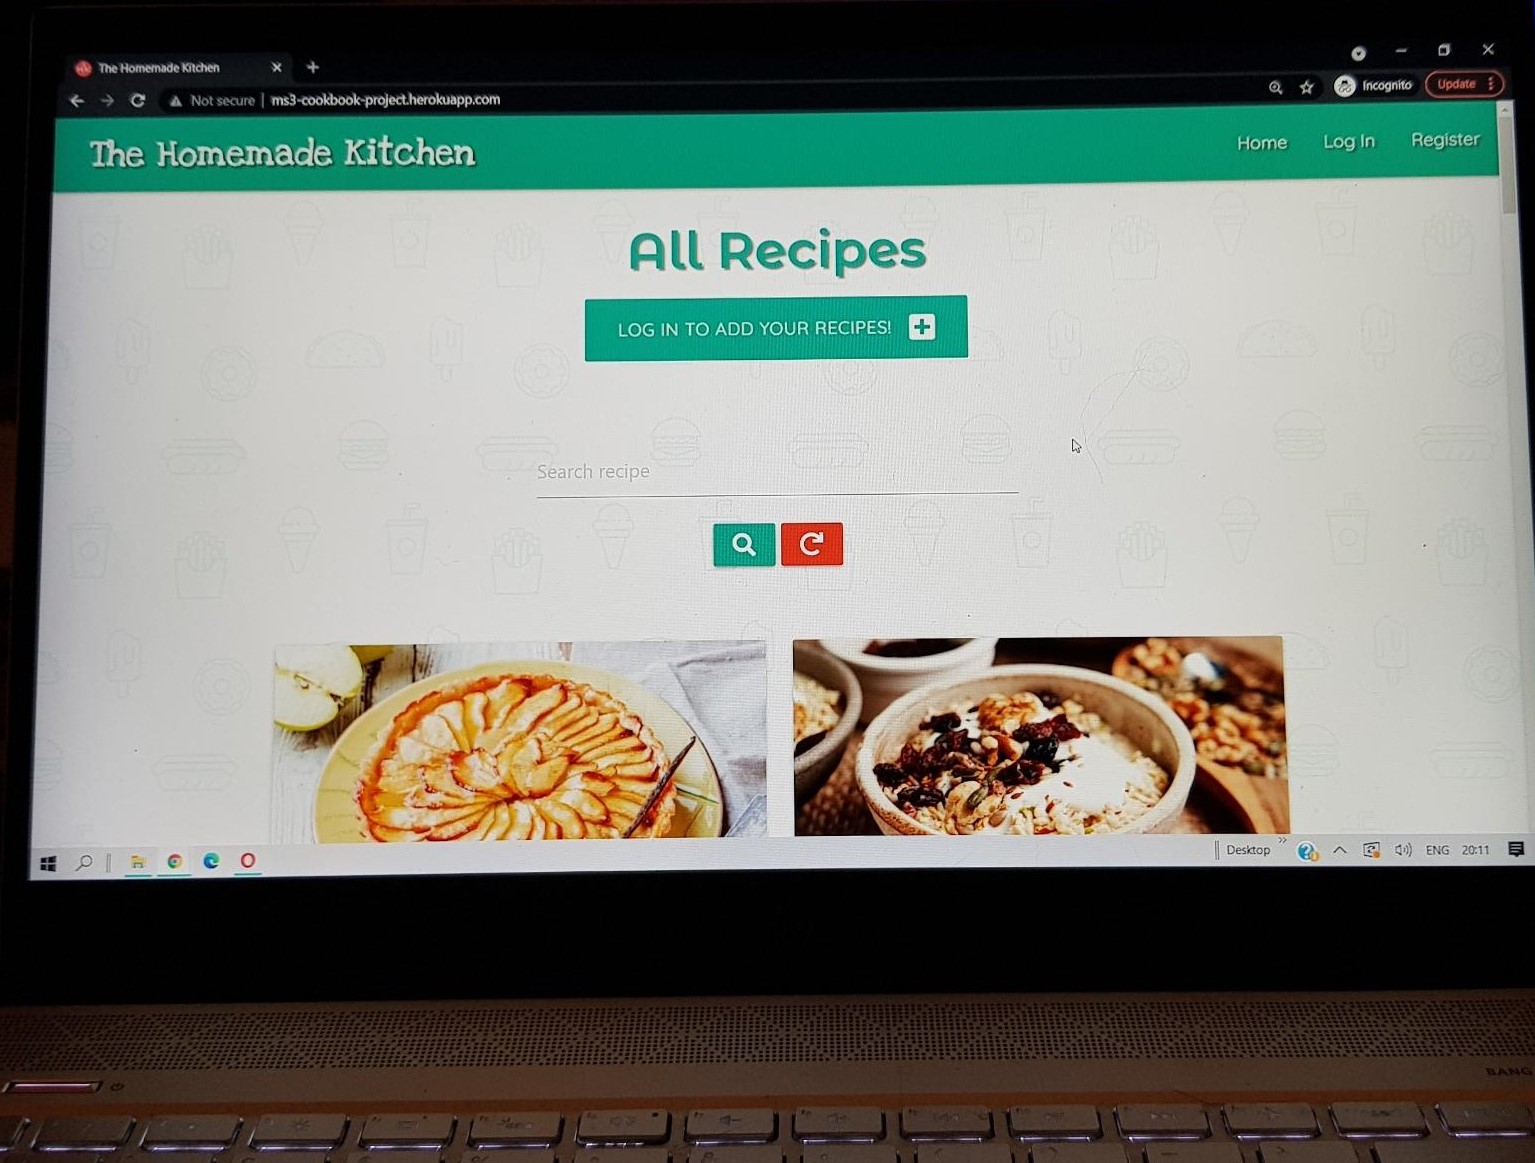 The Homemade Kitchen
Not secure | ms3-cookbook-project.herokuapp.com
Incognito
Update
The Homemade Kitchen
Home
Log In
Register
All Recipes
LOG IN TO ADD YOUR RECIPES!
Search recipe
Desktop
ENG
20:11
BANG